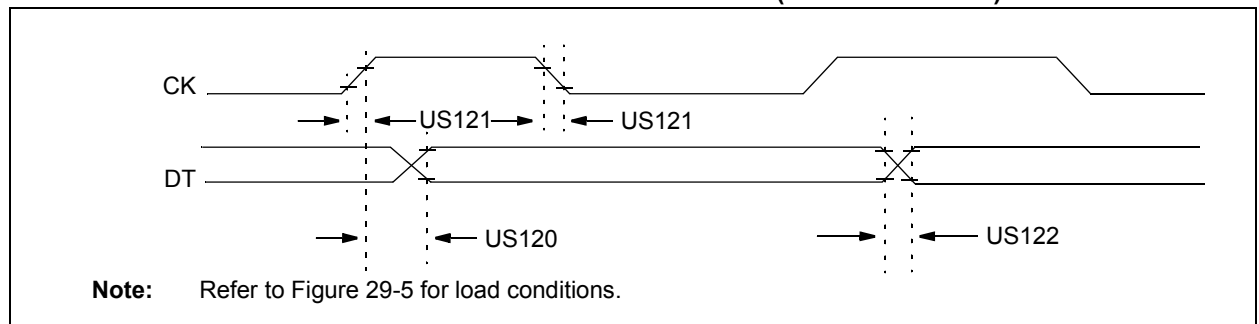 CK
US121 US121
DT
US120 US122
Note: Refer to Figure 29-5 for load conditions.